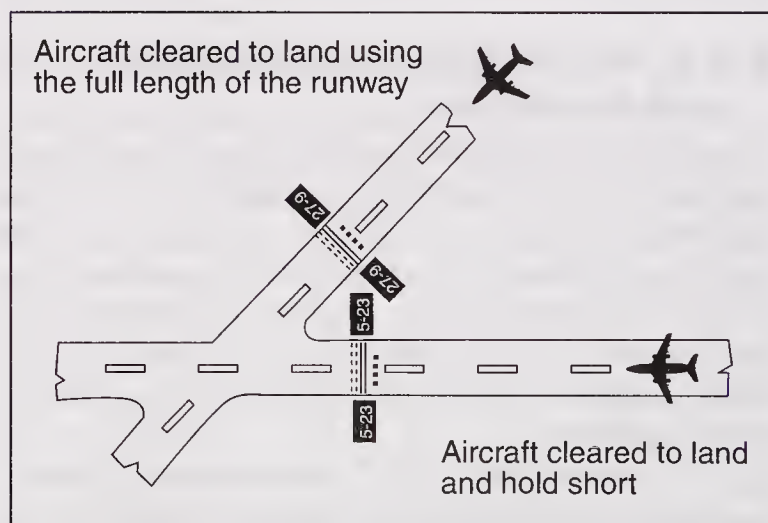 Aircraft cleared to land using
the full length of the runway
27-9
27-9
5-23
5-23
Aircraft cleared to land
and hold short